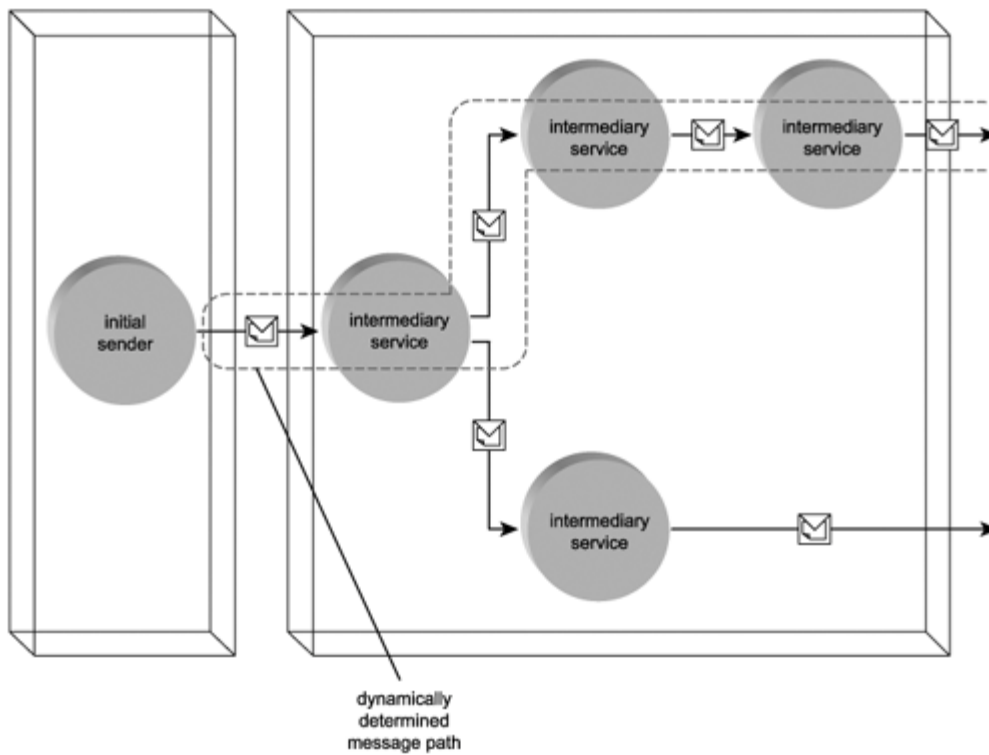 intermediary
service
intermediary
service
initial
sender
intermediary
service
intermediary
service
dynamically
determined
message path